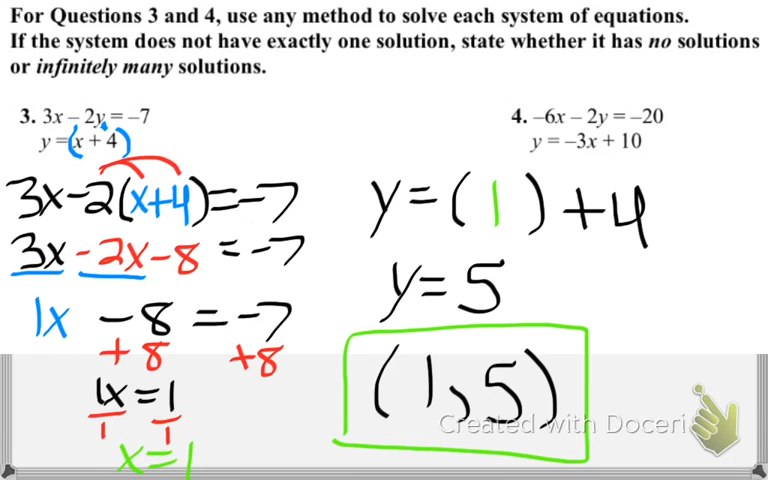 For Questions 3 and 4, use any method to solve each system of equations.
If the system does not have exactly one solution, state whether it has no solutions
or infinitely many solutions.
3. 3x – 2y = –7
y = (x + 4)
3x-2(x+4)=-7
3x -2x-8 = -7
1x -8 = -7
+8 +8
1x = 1
1 1
x=1
4. –6x – 2y = –20
y = –3x + 10
y=( 1 ) +4
y=5
(1,5)
Created with Doceri